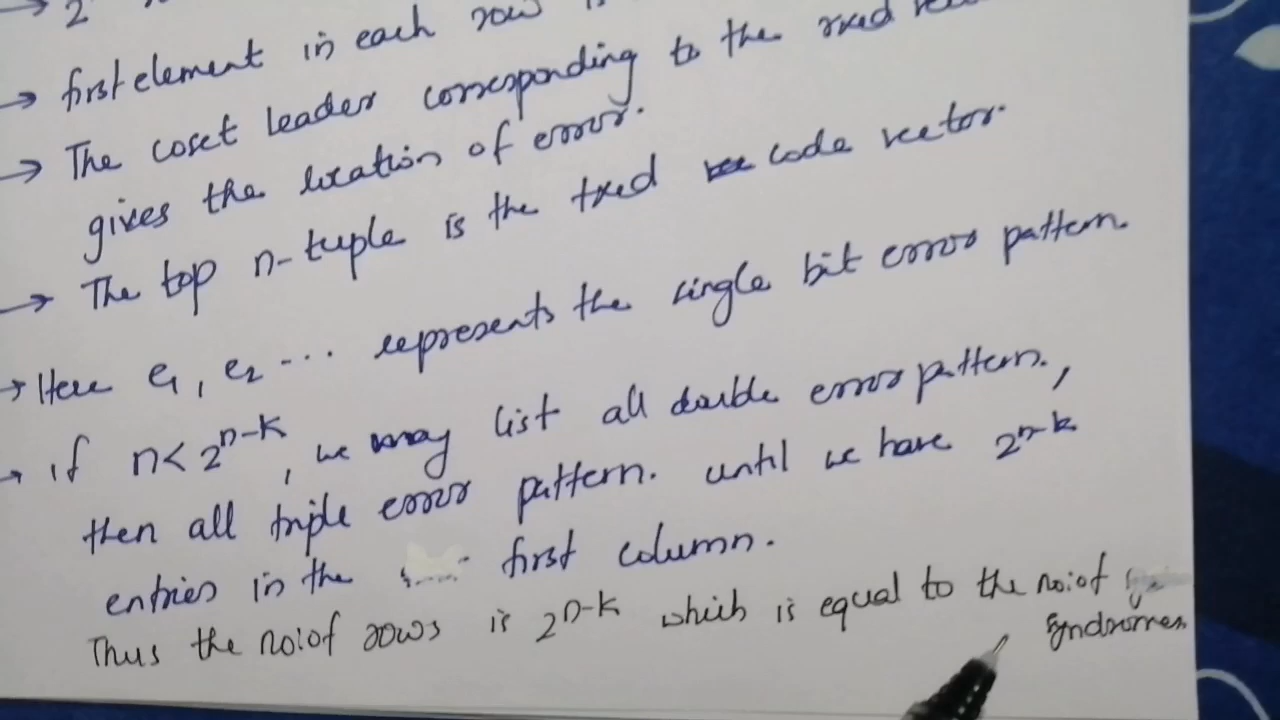 → 2
→ first element in each row
→ The coset leader corresponding to the rxed
gives the location of error.
→ The top n-tuple is the txed code vector.
→ Here e1, e2 ... represents the single bit error pattern.
→ if n < 2^n-k, we may list all double error pattern,
then all triple error pattern. until we have 2^n-k
entries in the first column.
Thus the no: of rows is 2^n-k which is equal to the no: of
syndromes.